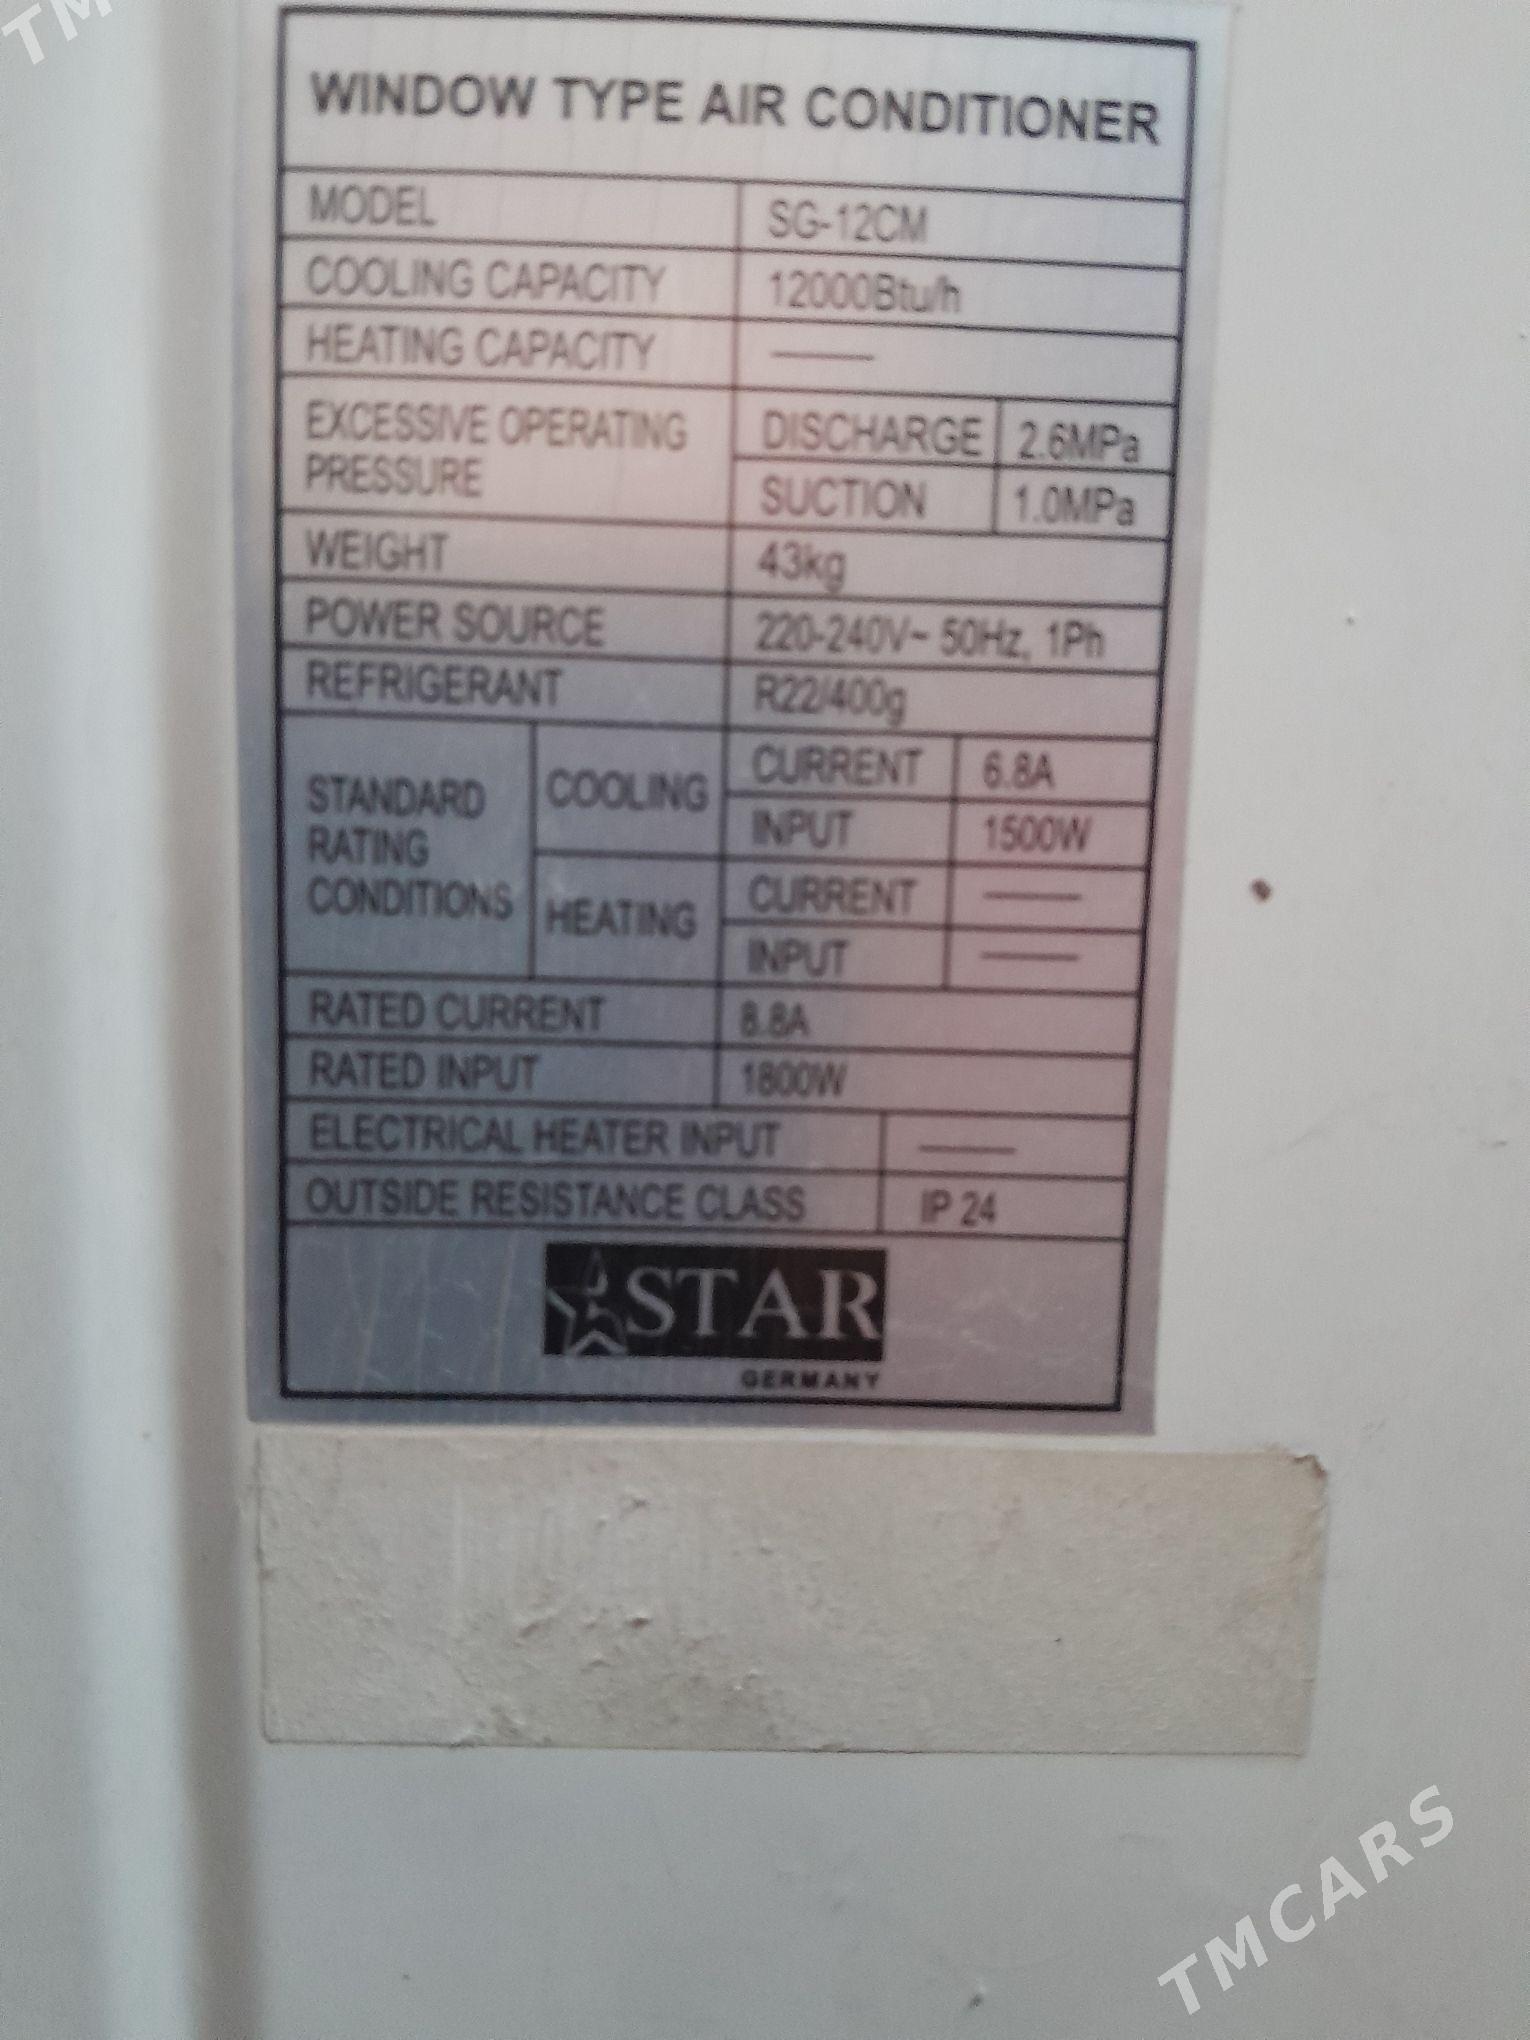 TM
WINDOW TYPE AIR CONDITIONER
MODEL SG-12CM
COOLING CAPACITY 12000Btu/h
HEATING CAPACITY ——
EXCESSIVE OPERATING PRESSURE DISCHARGE 2.6MPa
SUCTION 1.0MPa
WEIGHT 43kg
POWER SOURCE 220-240V~ 50Hz, 1Ph
REFRIGERANT R22/400g
STANDARD RATING CONDITIONS COOLING CURRENT 6.8A
INPUT 1500W
HEATING CURRENT ——
INPUT ——
RATED CURRENT 8.8A
RATED INPUT 1800W
ELECTRICAL HEATER INPUT ——
OUTSIDE RESISTANCE CLASS IP 24
STAR
GERMANY
TMCARS